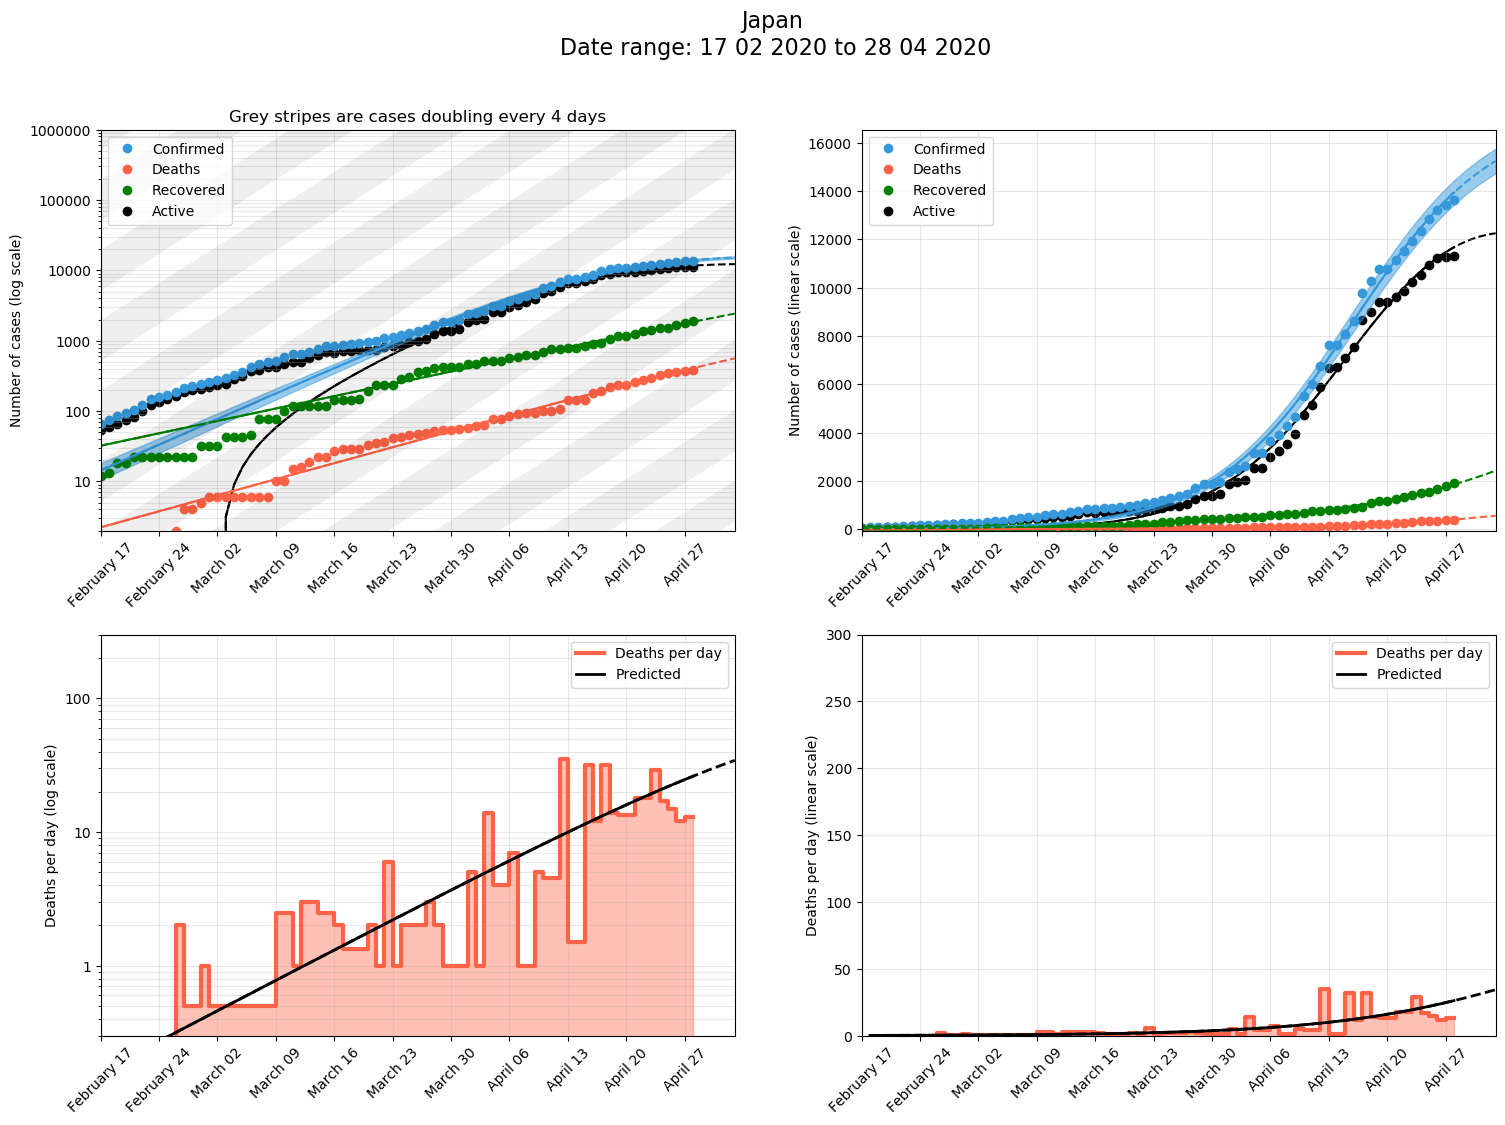 Japan
Date range: 17 02 2020 to 28 04 2020
Grey stripes are cases doubling every 4 days
Number of cases (log scale)
1000000
100000
10000
1000
100
10
Confirmed
Deaths
Recovered
Active
February 17
February 24
March 02
March 09
March 16
March 23
March 30
April 06
April 13
April 20
April 27
Number of cases (linear scale)
16000
14000
12000
10000
8000
6000
4000
2000
0
Confirmed
Deaths
Recovered
Active
February 17
February 24
March 02
March 09
March 16
March 23
March 30
April 06
April 13
April 20
April 27
Deaths per day (log scale)
100
10
1
Deaths per day
Predicted
February 17
February 24
March 02
March 09
March 16
March 23
March 30
April 06
April 13
April 20
April 27
Deaths per day (linear scale)
300
250
200
150
100
50
0
Deaths per day
Predicted
February 17
February 24
March 02
March 09
March 16
March 23
March 30
April 06
April 13
April 20
April 27